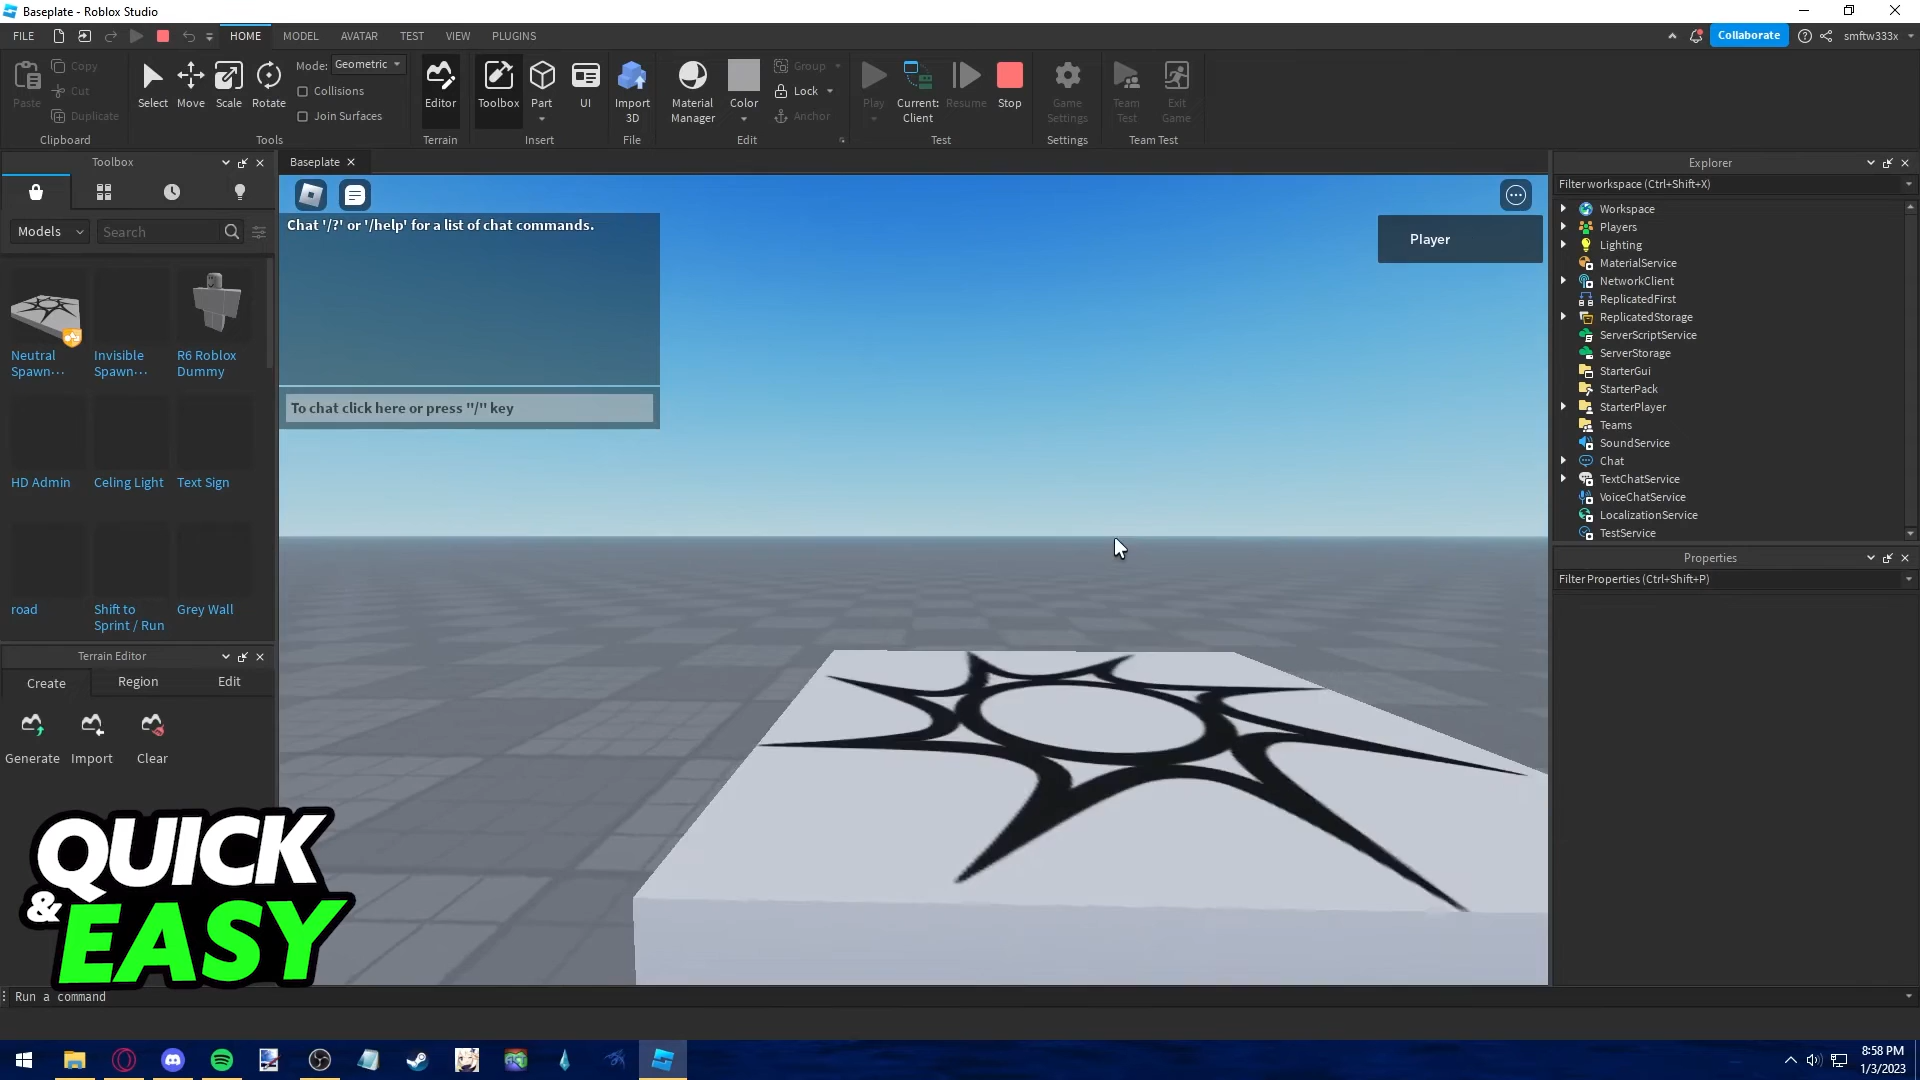 Baseplate - Roblox Studio
FILE HOME MODEL AVATAR TEST VIEW PLUGINS Collaborate smftw333x
Paste Copy Cut Duplicate
Clipboard
Select Move Scale Rotate
Mode: Geometric
Collisions
Join Surfaces
Tools
Editor
Terrain
Toolbox Part UI
Insert
Import 3D
File
Material Manager
Color
Group
Lock
Anchor
Edit
Play
Current: Client
Resume Stop
Test
Game Settings
Settings
Team Test
Exit Game
Team Test
Toolbox
Models Search
Neutral Spawn...
Invisible Spawn...
R6 Roblox Dummy
HD Admin
Celing Light
Text Sign
road
Shift to Sprint / Run
Grey Wall
Terrain Editor
Create Region Edit
Generate Import Clear
Baseplate
Chat '/?' or '/help' for a list of chat commands.
To chat click here or press "/" key
Player
Explorer
Filter workspace (Ctrl+Shift+X)
Workspace
Players
Lighting
MaterialService
NetworkClient
ReplicatedFirst
ReplicatedStorage
ServerScriptService
ServerStorage
StarterGui
StarterPack
StarterPlayer
Teams
SoundService
Chat
TextChatService
VoiceChatService
LocalizationService
TestService
Properties
Filter Properties (Ctrl+Shift+P)
QUICK
& EASY
Run a command
8:58 PM
1/3/2023